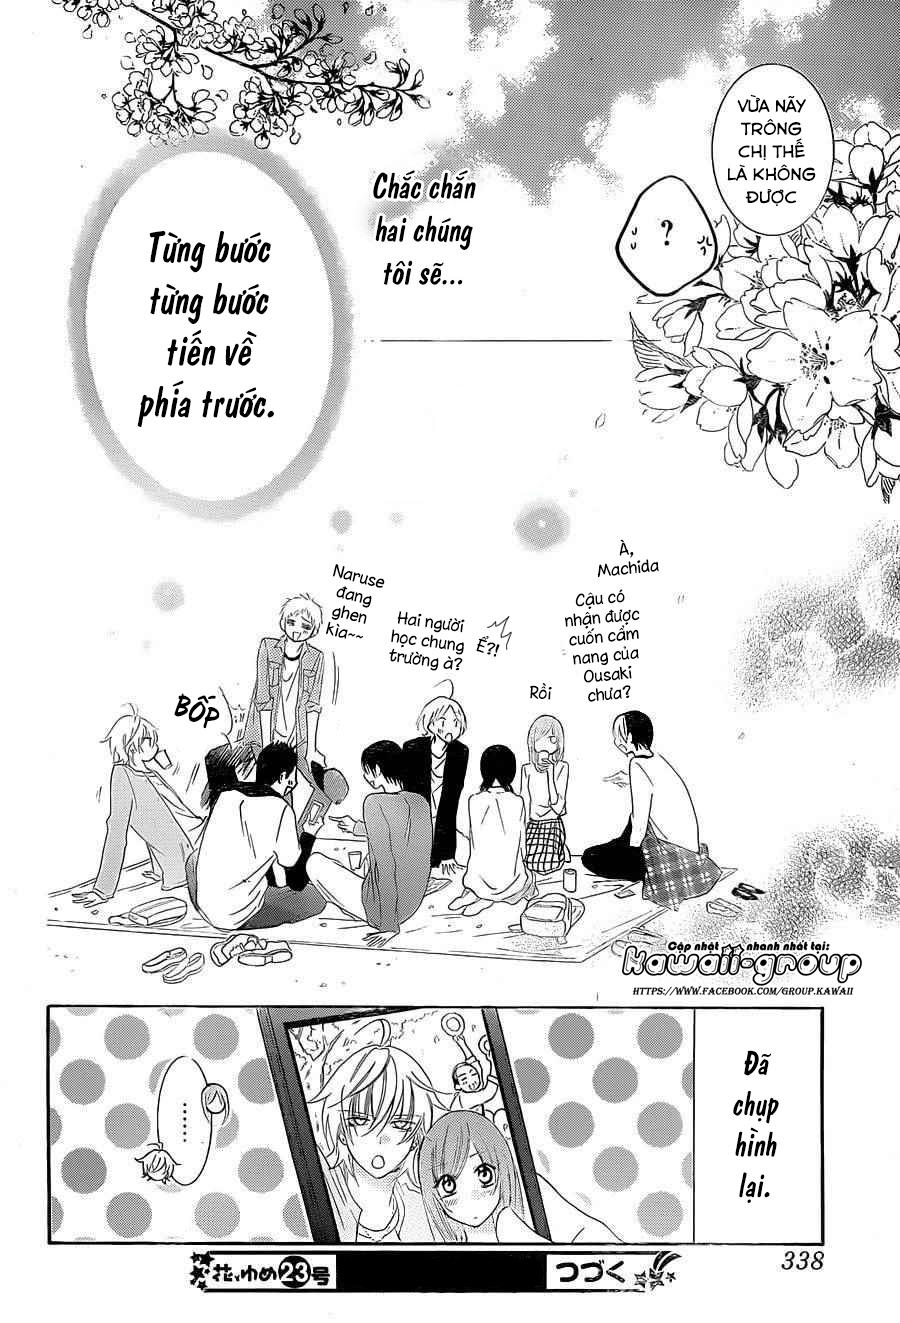 VỪA NÃY
TRÔNG
CHỊ THẾ
LÀ KHÔNG
ĐƯỢC
?
Chắc chắn
hai chúng
tôi sẽ...
Từng bước
từng bước
tiến về
phía trước.
À,
Machida
Cậu có
nhận được
cuốn cẩm
nang của
Ousaki
chưa?
Rồi
Ể?!
Hai người
học chung
trường à?
Naruse
đang
ghen
kìa~~
BỐP
Cập nhật nhanh nhất tại:
kawaii-group
HTTPS://WWW.FACEBOOK.COM/GROUP.KAWAII
Đã
chụp
hình
lại.
......
338
花とゆめ23号
つづく